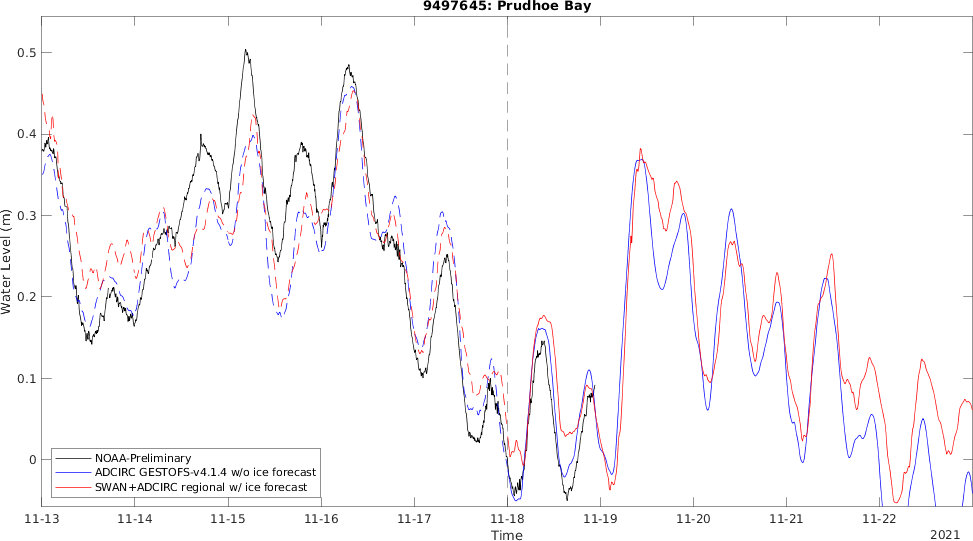 9497645: Prudhoe Bay
0.5
0.4
0.3
0.2
0.1
0
Water Level (m)
NOAA-Preliminary
ADCIRC GESTOFS-v4.1.4 w/o ice forecast
SWAN+ADCIRC regional w/ ice forecast
11-13 11-14 11-15 11-16 11-17 11-18 11-19 11-20 11-21 11-22
Time
2021